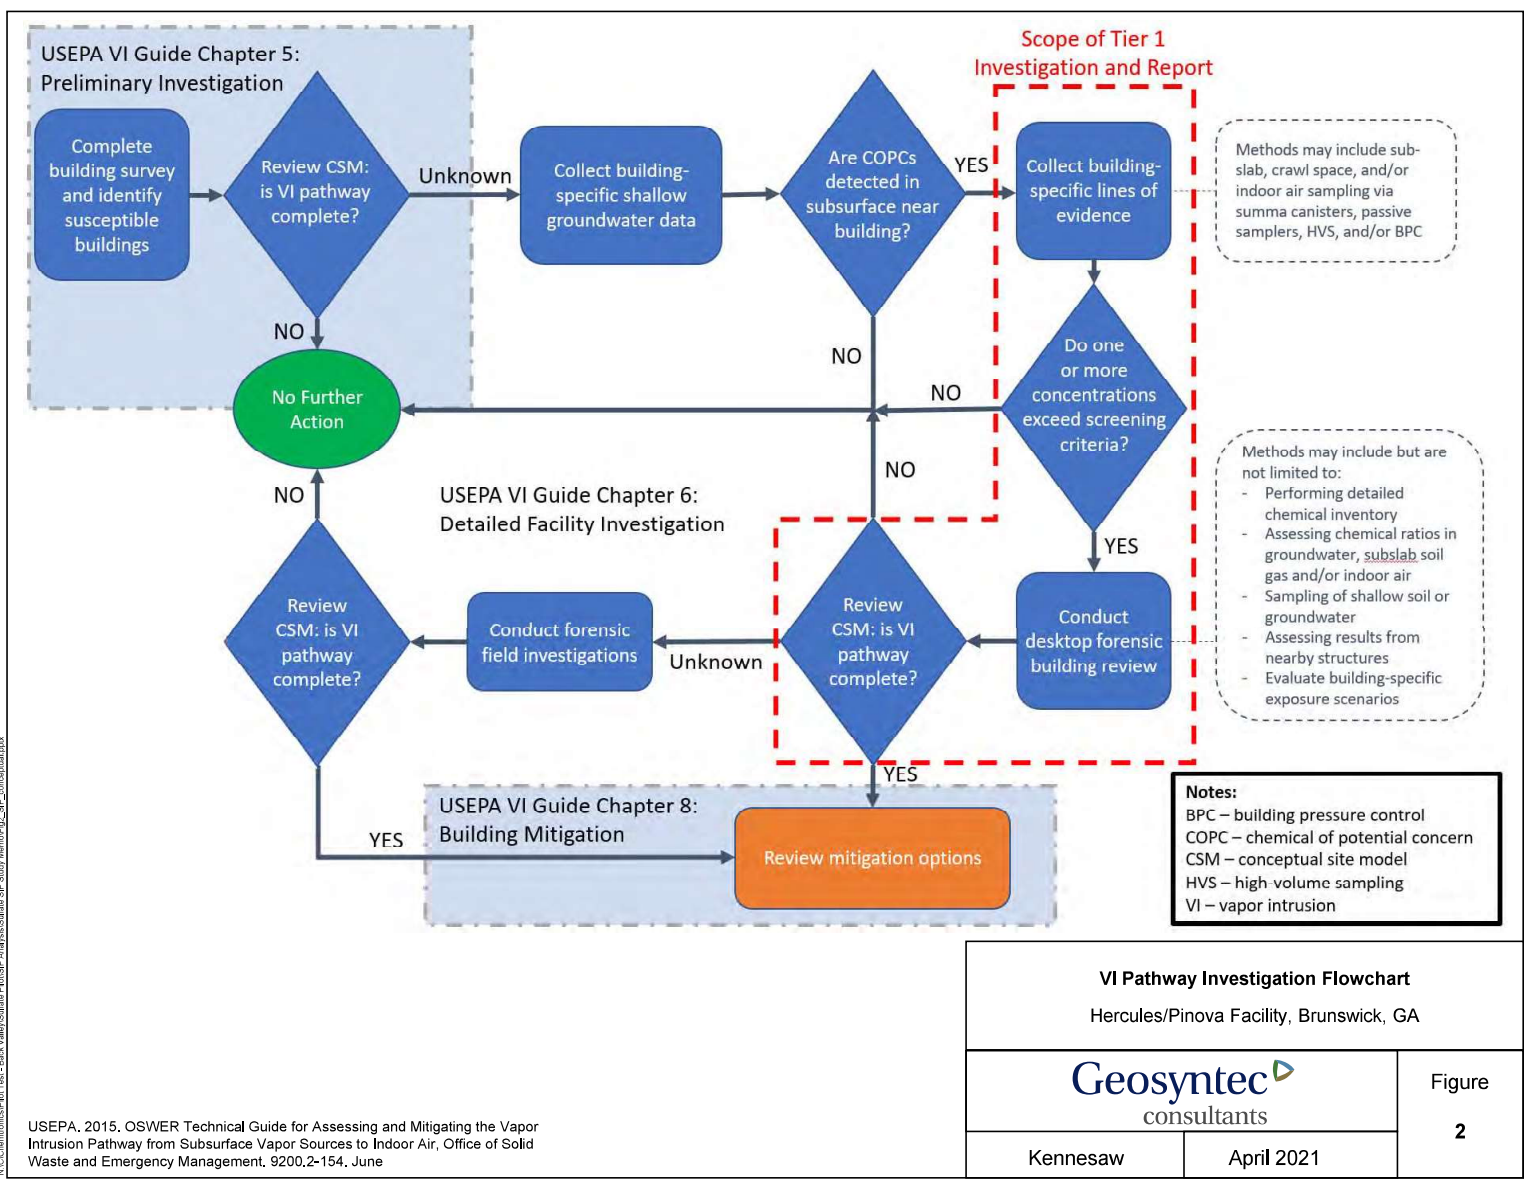 USEPA VI Guide Chapter 5:
Preliminary Investigation
Complete
building survey
and identify
susceptible
buildings
Review CSM:
is VI pathway
complete?
Unknown
Collect building-
specific shallow
groundwater data
Are COPCs
detected in
subsurface near
building?
YES
Scope of Tier 1
Investigation and Report
Collect building-
specific lines of
evidence
Methods may include sub-
slab, crawl space, and/or
indoor air sampling via
summa canisters, passive
samplers, HVS, and/or BPC
NO
NO
No Further
Action
NO
Do one
or more
concentrations
exceed screening
criteria?
NO
NO
USEPA VI Guide Chapter 6:
Detailed Facility Investigation
YES
Methods may include but are
not limited to:
- Performing detailed
chemical inventory
- Assessing chemical ratios in
groundwater, subslab soil
gas and/or indoor air
- Sampling of shallow soil or
groundwater
- Assessing results from
nearby structures
- Evaluate building-specific
exposure scenarios
Review
CSM: is VI
pathway
complete?
Conduct forensic
field investigations
Unknown
Review
CSM: is VI
pathway
complete?
Conduct
desktop forensic
building review
YES
YES
USEPA VI Guide Chapter 8:
Building Mitigation
Review mitigation options
Notes:
BPC – building pressure control
COPC – chemical of potential concern
CSM – conceptual site model
HVS – high-volume sampling
VI – vapor intrusion
VI Pathway Investigation Flowchart
Hercules/Pinova Facility, Brunswick, GA
Geosyntec
consultants
Figure
2
Kennesaw
April 2021
USEPA. 2015. OSWER Technical Guide for Assessing and Mitigating the Vapor
Intrusion Pathway from Subsurface Vapor Sources to Indoor Air, Office of Solid
Waste and Emergency Management. 9200.2-154. June